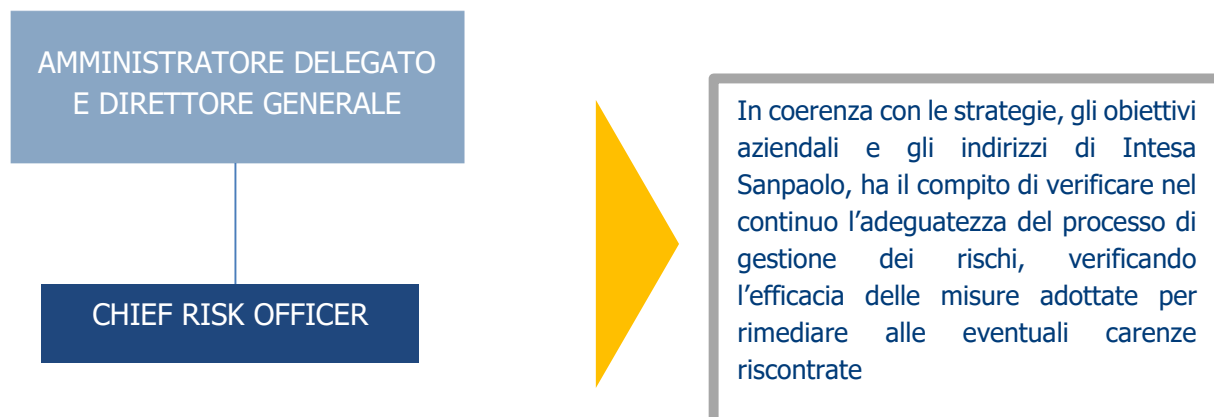 AMMINISTRATORE DELEGATO
E DIRETTORE GENERALE
CHIEF RISK OFFICER
In coerenza con le strategie, gli obiettivi
aziendali e gli indirizzi di Intesa
Sanpaolo, ha il compito di verificare nel
continuo l’adeguatezza del processo di
gestione dei rischi, verificando
l’efficacia delle misure adottate per
rimediare alle eventuali carenze
riscontrate